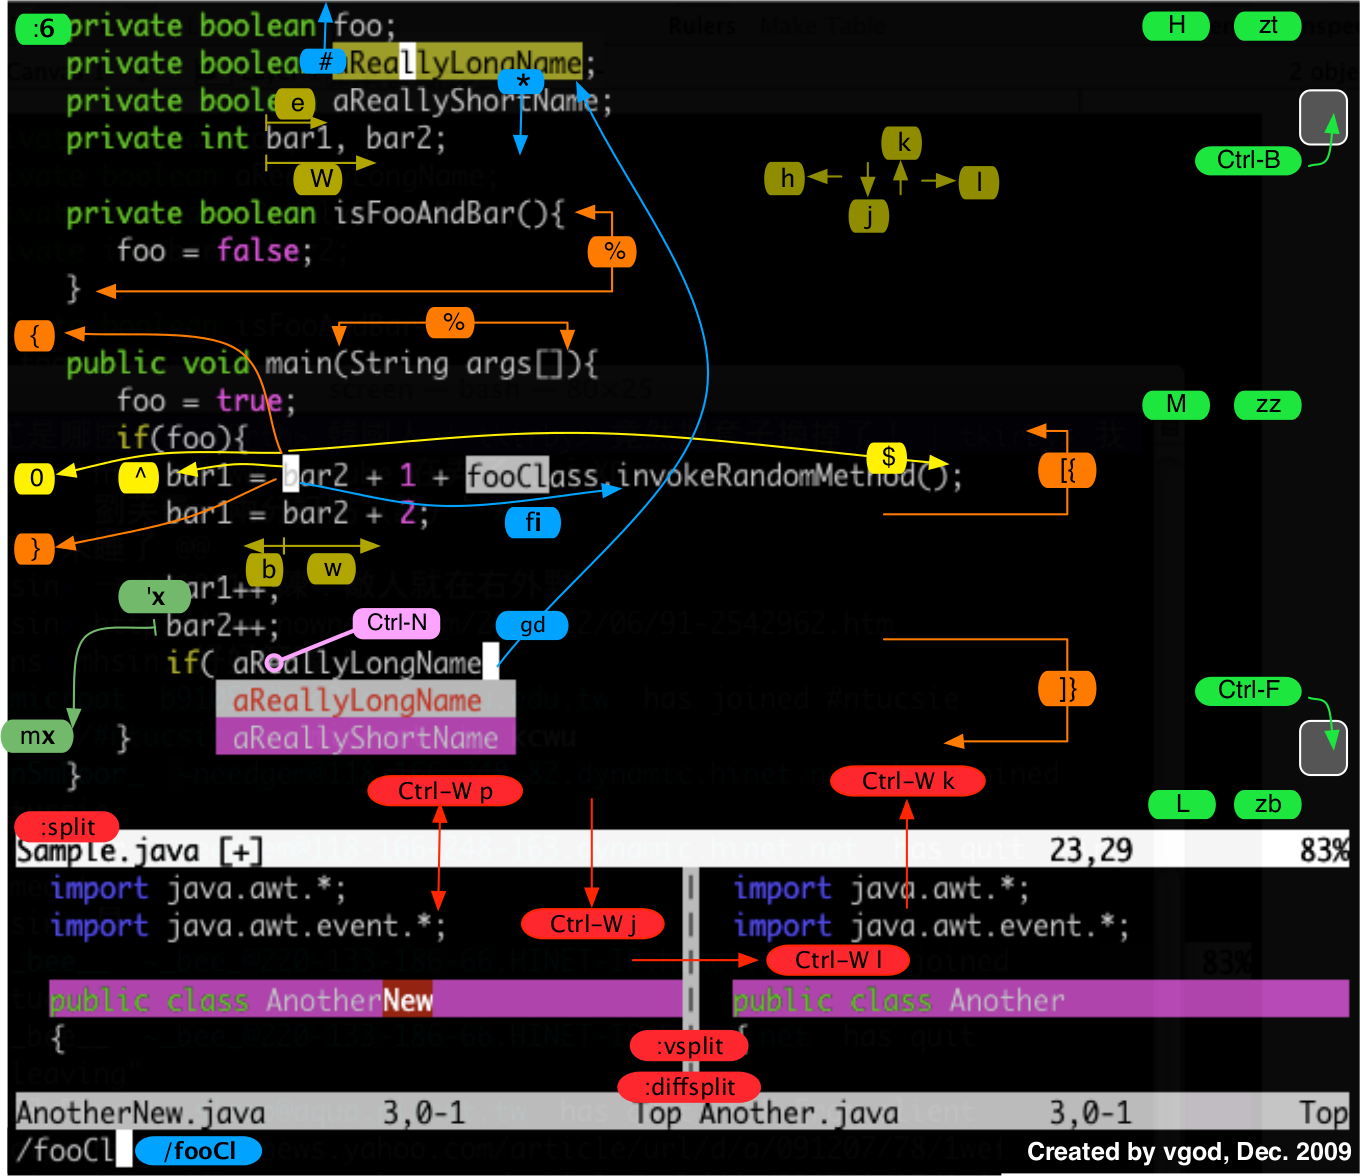 :6 private boolean foo; H zt
private boolea # aReallyLongName;
private boole e aReallyShortName; *
private int bar1, bar2; k
Ctrl-B
W h l
j
private boolean isFooAndBar(){
foo = false; %
}
{ %
public void main(String args[]){
foo = true; M zz
if(foo){
0 ^ bar1 = bar2 + 1 + fooClass.invokeRandomMethod(); $ [{
bar1 = bar2 + 2; fi
}
b w
'x bar1++;
bar2++; Ctrl-N gd
if( aReallyLongName
aReallyLongName ]} Ctrl-F
mx } aReallyShortName
}
Ctrl-W p Ctrl-W k
:split L zb
Sample.java [+] 23,29 83%
import java.awt.*; import java.awt.*;
import java.awt.event.*; Ctrl-W j import java.awt.event.*;
Ctrl-W l
public class AnotherNew public class Another
{ :vsplit {
:diffsplit
AnotherNew.java 3,0-1 Top Another.java 3,0-1 Top
/fooCl /fooCl Created by vgod, Dec. 2009